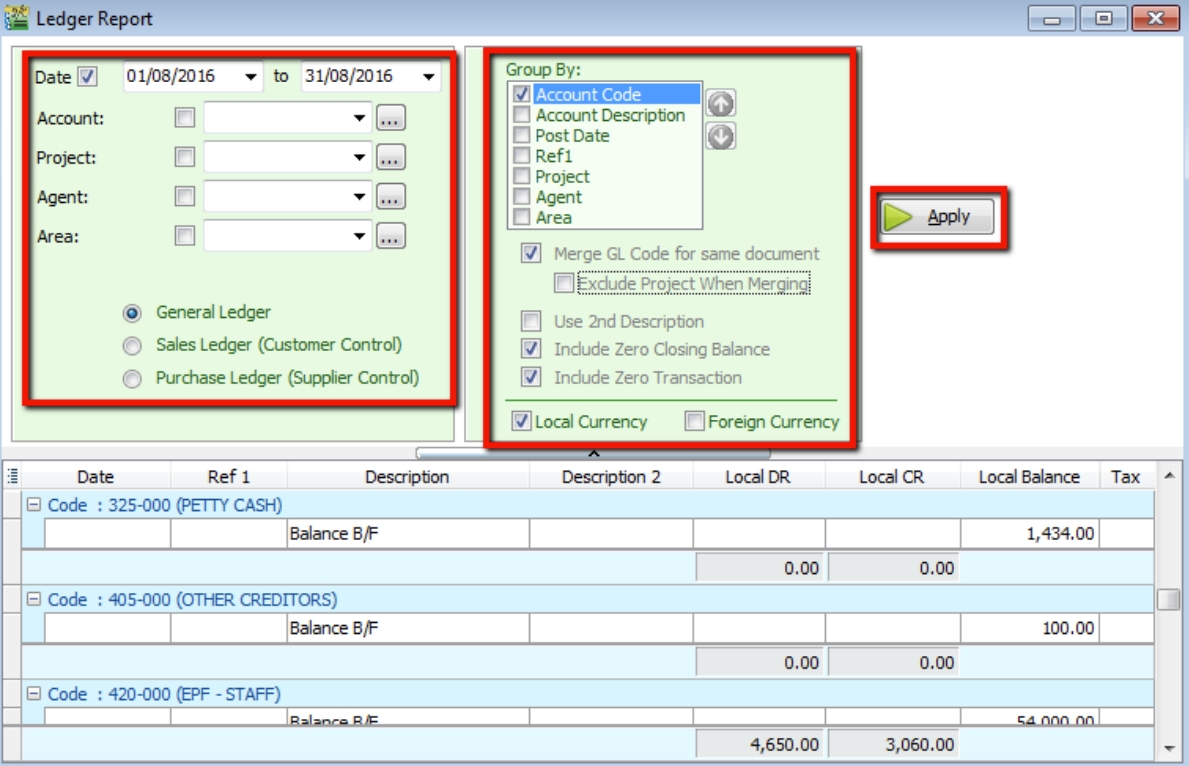 Ledger Report
Date 01/08/2016 to 31/08/2016
Account: ...
Project: ...
Agent: ...
Area: ...
General Ledger
Sales Ledger (Customer Control)
Purchase Ledger (Supplier Control)
Group By:
Account Code
Account Description
Post Date
Ref1
Project
Agent
Area
Merge GL Code for same document
Exclude Project When Merging
Use 2nd Description
Include Zero Closing Balance
Include Zero Transaction
Local Currency Foreign Currency
Apply
Date Ref 1 Description Description 2 Local DR Local CR Local Balance Tax
Code : 325-000 (PETTY CASH)
Balance B/F 1,434.00
0.00 0.00
Code : 405-000 (OTHER CREDITORS)
Balance B/F 100.00
0.00 0.00
Code : 420-000 (EPF - STAFF)
Balance B/F 54,000.00
4,650.00 3,060.00